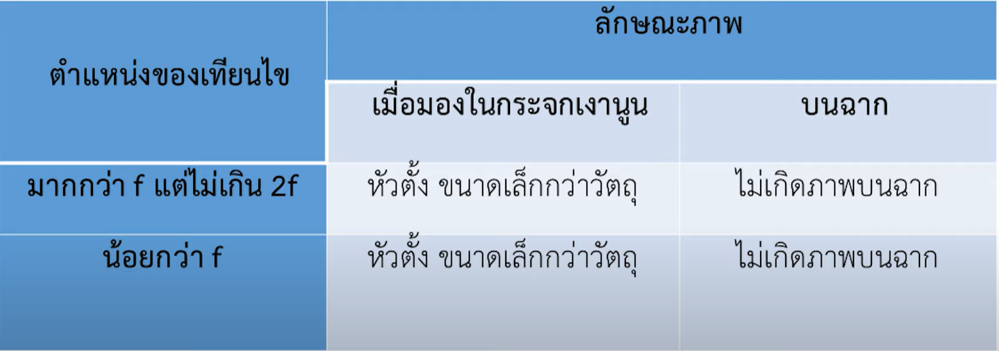 ลักษณะภาพ
ตำแหน่งของเทียนไข
เมื่อมองในกระจกเงานูน
บนฉาก
มากกว่า f แต่ไม่เกิน 2f
หัวตั้ง ขนาดเล็กกว่าวัตถุ
ไม่เกิดภาพบนฉาก
น้อยกว่า f
หัวตั้ง ขนาดเล็กกว่าวัตถุ
ไม่เกิดภาพบนฉาก